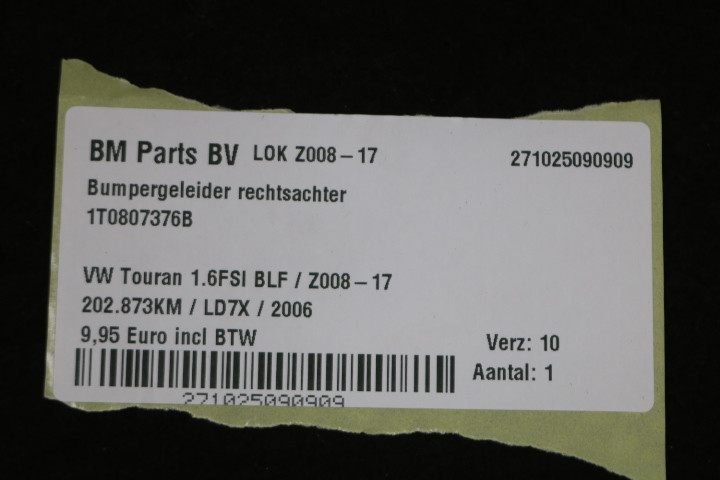 BM Parts BV LOK Z008-17 271025090909
Bumpergeleider rechtsachter
1T0807376B
VW Touran 1.6FSI BLF / Z008-17
202.873KM / LD7X / 2006
9,95 Euro incl BTW
Verz: 10
Aantal: 1
271025090909